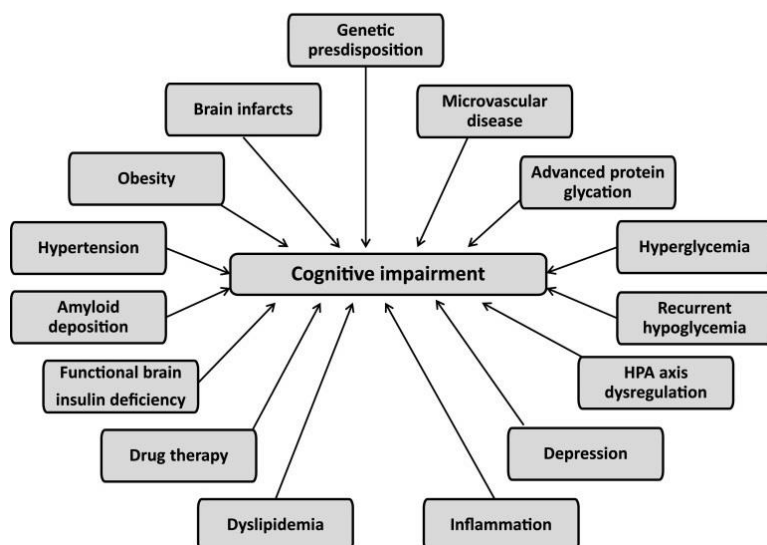 Genetic
presdisposition
Brain infarcts
Microvascular
disease
Obesity
Advanced protein
glycation
Hypertension
Hyperglycemia
Cognitive impairment
Amyloid
deposition
Recurrent
hypoglycemia
Functional brain
insulin deficiency
HPA axis
dysregulation
Drug therapy
Depression
Dyslipidemia
Inflammation